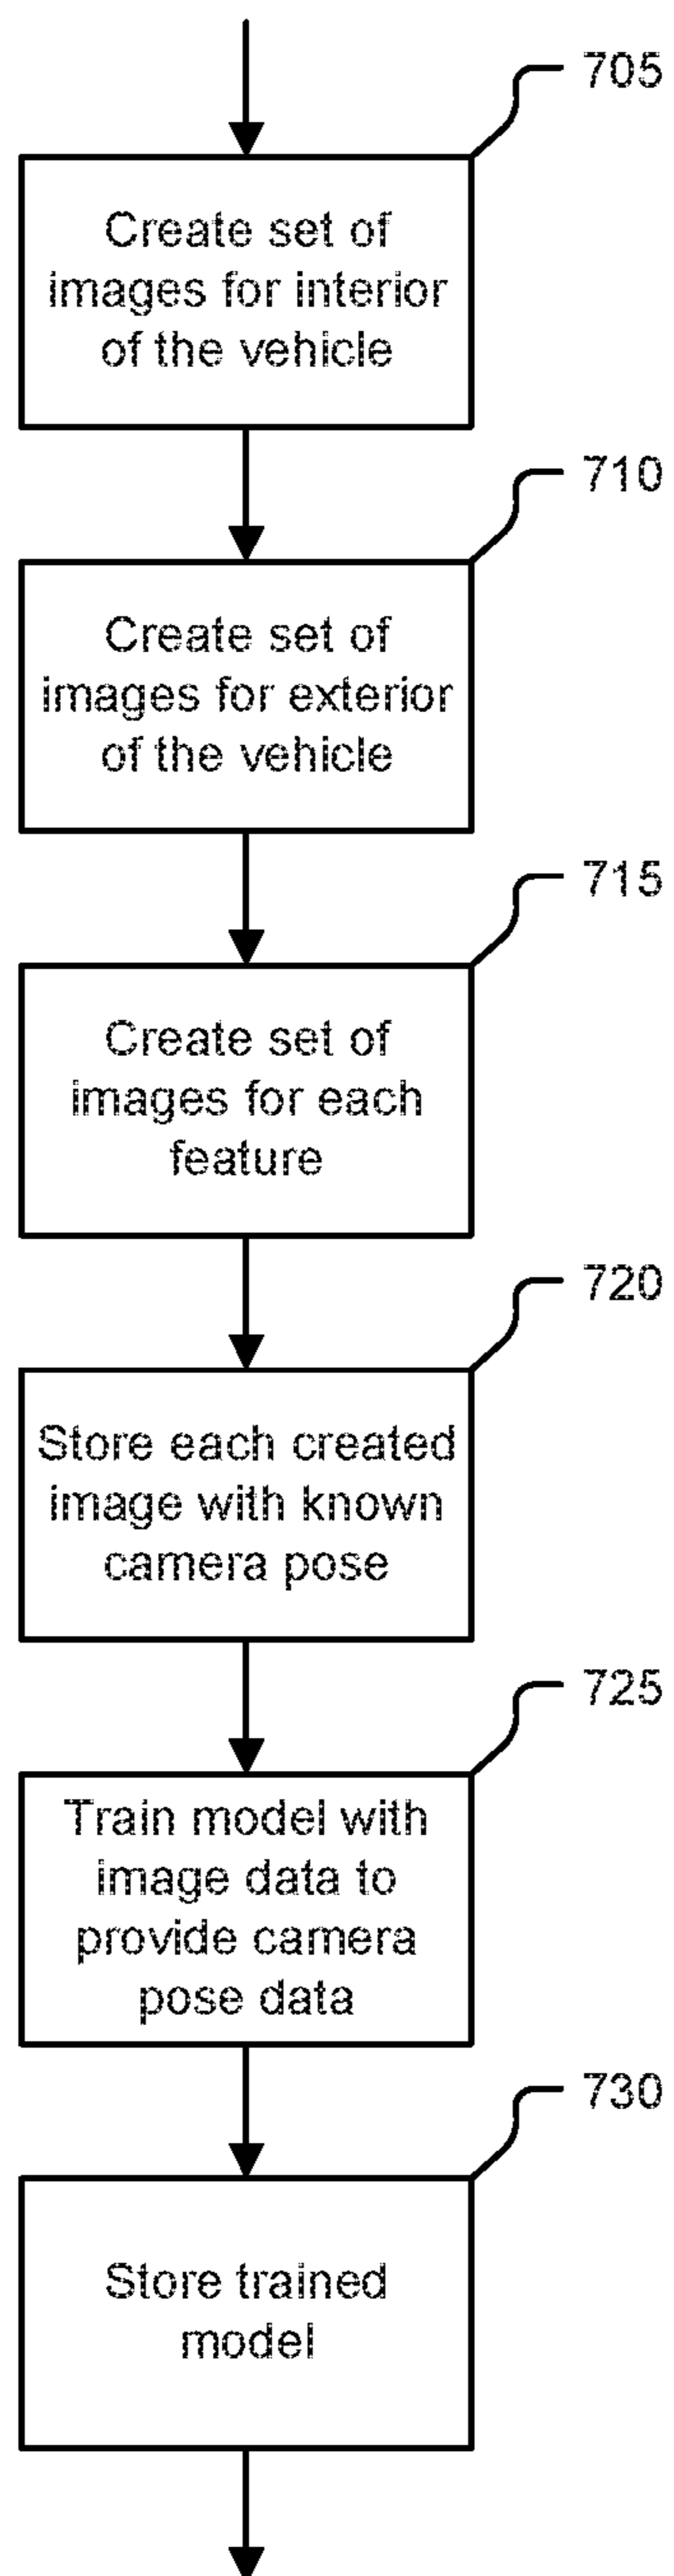 705
Create set of
images for interior
of the vehicle
710
Create set of
images for exterior
of the vehicle
715
Create set of
images for each
feature
720
Store each created
image with known
camera pose
725
Train model with
image data to
provide camera
pose data
730
Store trained
model